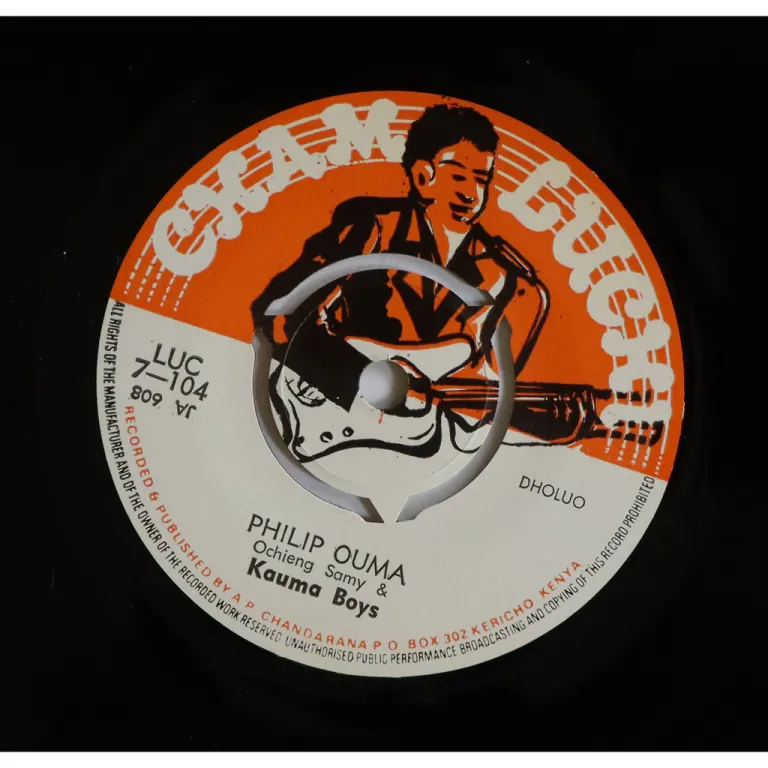 EXAM LUCK
LUC
7—104
JA 608
DHOLUO
PHILIP OUMA
Ochieng Samy &
Kauma Boys
RECORDED & PUBLISHED BY A.P. CHANDARANA P.O. BOX 302 KERICHO KENYA
ALL RIGHTS OF THE MANUFACTURER AND OF THE OWNER OF THE RECORDED WORK RESERVED UNAUTHORISED PUBLIC PERFORMANCE BROADCASTING AND COPYING OF THIS RECORD PROHIBITED